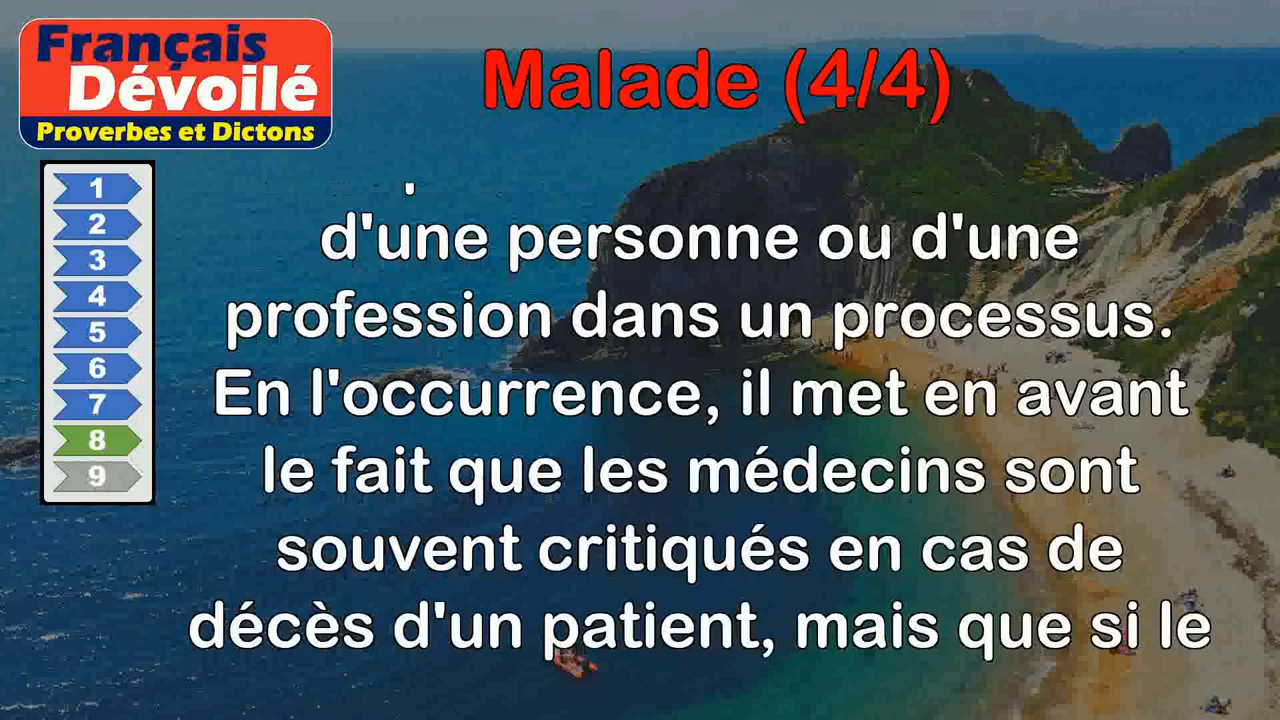 Français
Dévoilé
Proverbes et Dictons
Malade (4/4)
1
2
3
4
5
6
7
8
9
d'une personne ou d'une
profession dans un processus.
En l'occurrence, il met en avant
le fait que les médecins sont
souvent critiqués en cas de
décès d'un patient, mais que si le